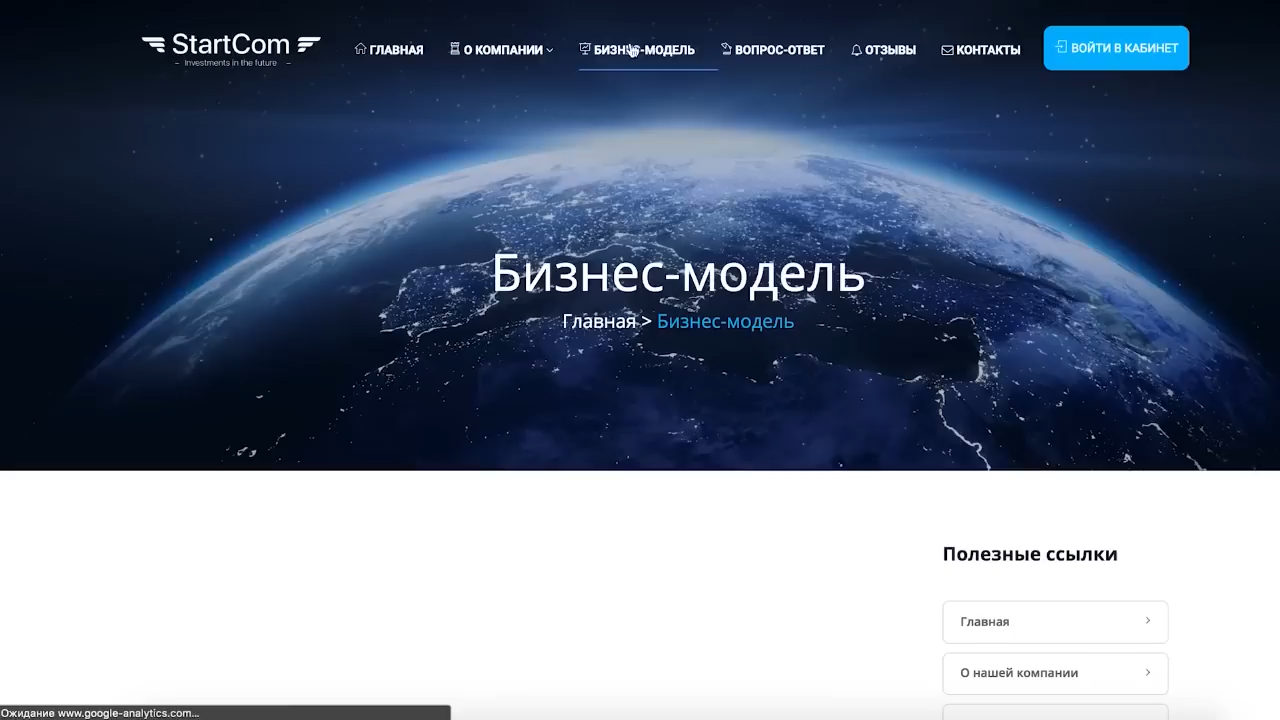 StartCom
– Investments in the future –
ГЛАВНАЯ
О КОМПАНИИ
БИЗНЕС-МОДЕЛЬ
ВОПРОС-ОТВЕТ
ОТЗЫВЫ
КОНТАКТЫ
ВОЙТИ В КАБИНЕТ
Бизнес-модель
Главная > Бизнес-модель
Полезные ссылки
Главная
О нашей компании
Ожидание www.google-analytics.com...